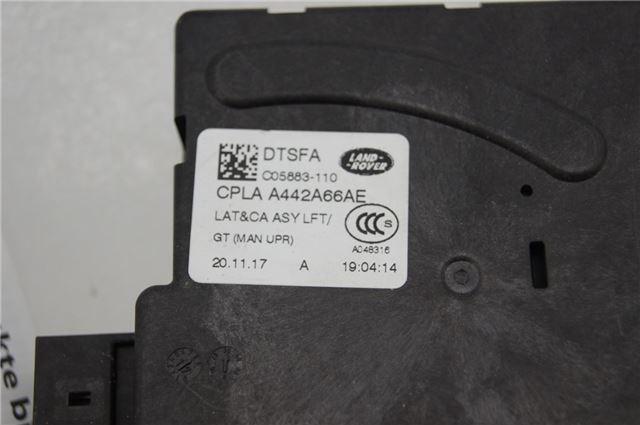 DTSFA
LAND-
ROVER
C05883-110
CPLA A442A66AE
LAT&CA ASY LFT/
CCC S
GT (MAN UPR)
A048316
20.11.17 A 19:04:14